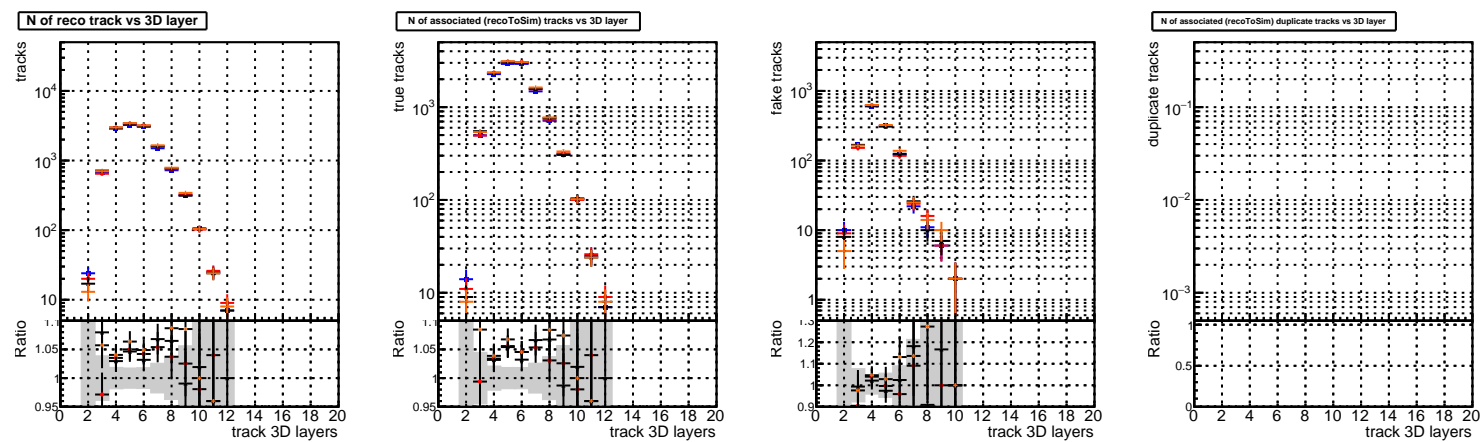 N of reco track vs 3D layer
tracks
10^4
10^3
10^2
10
Ratio
1.1
1.05
1
0.95
0 2 4 6 8 10 12 14 16 18 20
track 3D layers
N of associated (recoToSim) tracks vs 3D layer
true tracks
10^3
10^2
10
Ratio
1.1
1.05
1
0.95
0 2 4 6 8 10 12 14 16 18 20
track 3D layers
fake tracks
10^3
10^2
10
1
Ratio
1.3
1.2
1.1
1
0.9
0 2 4 6 8 10 12 14 16 18 20
track 3D layers
N of associated (recoToSim) duplicate tracks vs 3D layer
duplicate tracks
10^−1
10^−2
10^−3
Ratio
1
0.5
0
0 2 4 6 8 10 12 14 16 18 20
track 3D layers